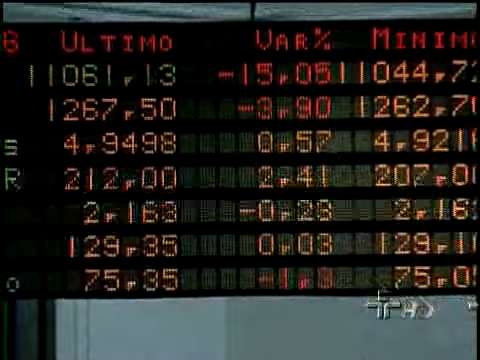 ULTIMO VAR% MINIM
11061,13 -15,05 11044,7
1267,50 -3,90 1262,7
S 4,9498 0,57 4,921
R 212,00 2,41 207,0
2,163 -0,28 2,16
129,35 0,03 129,1
O 75,85 75,0